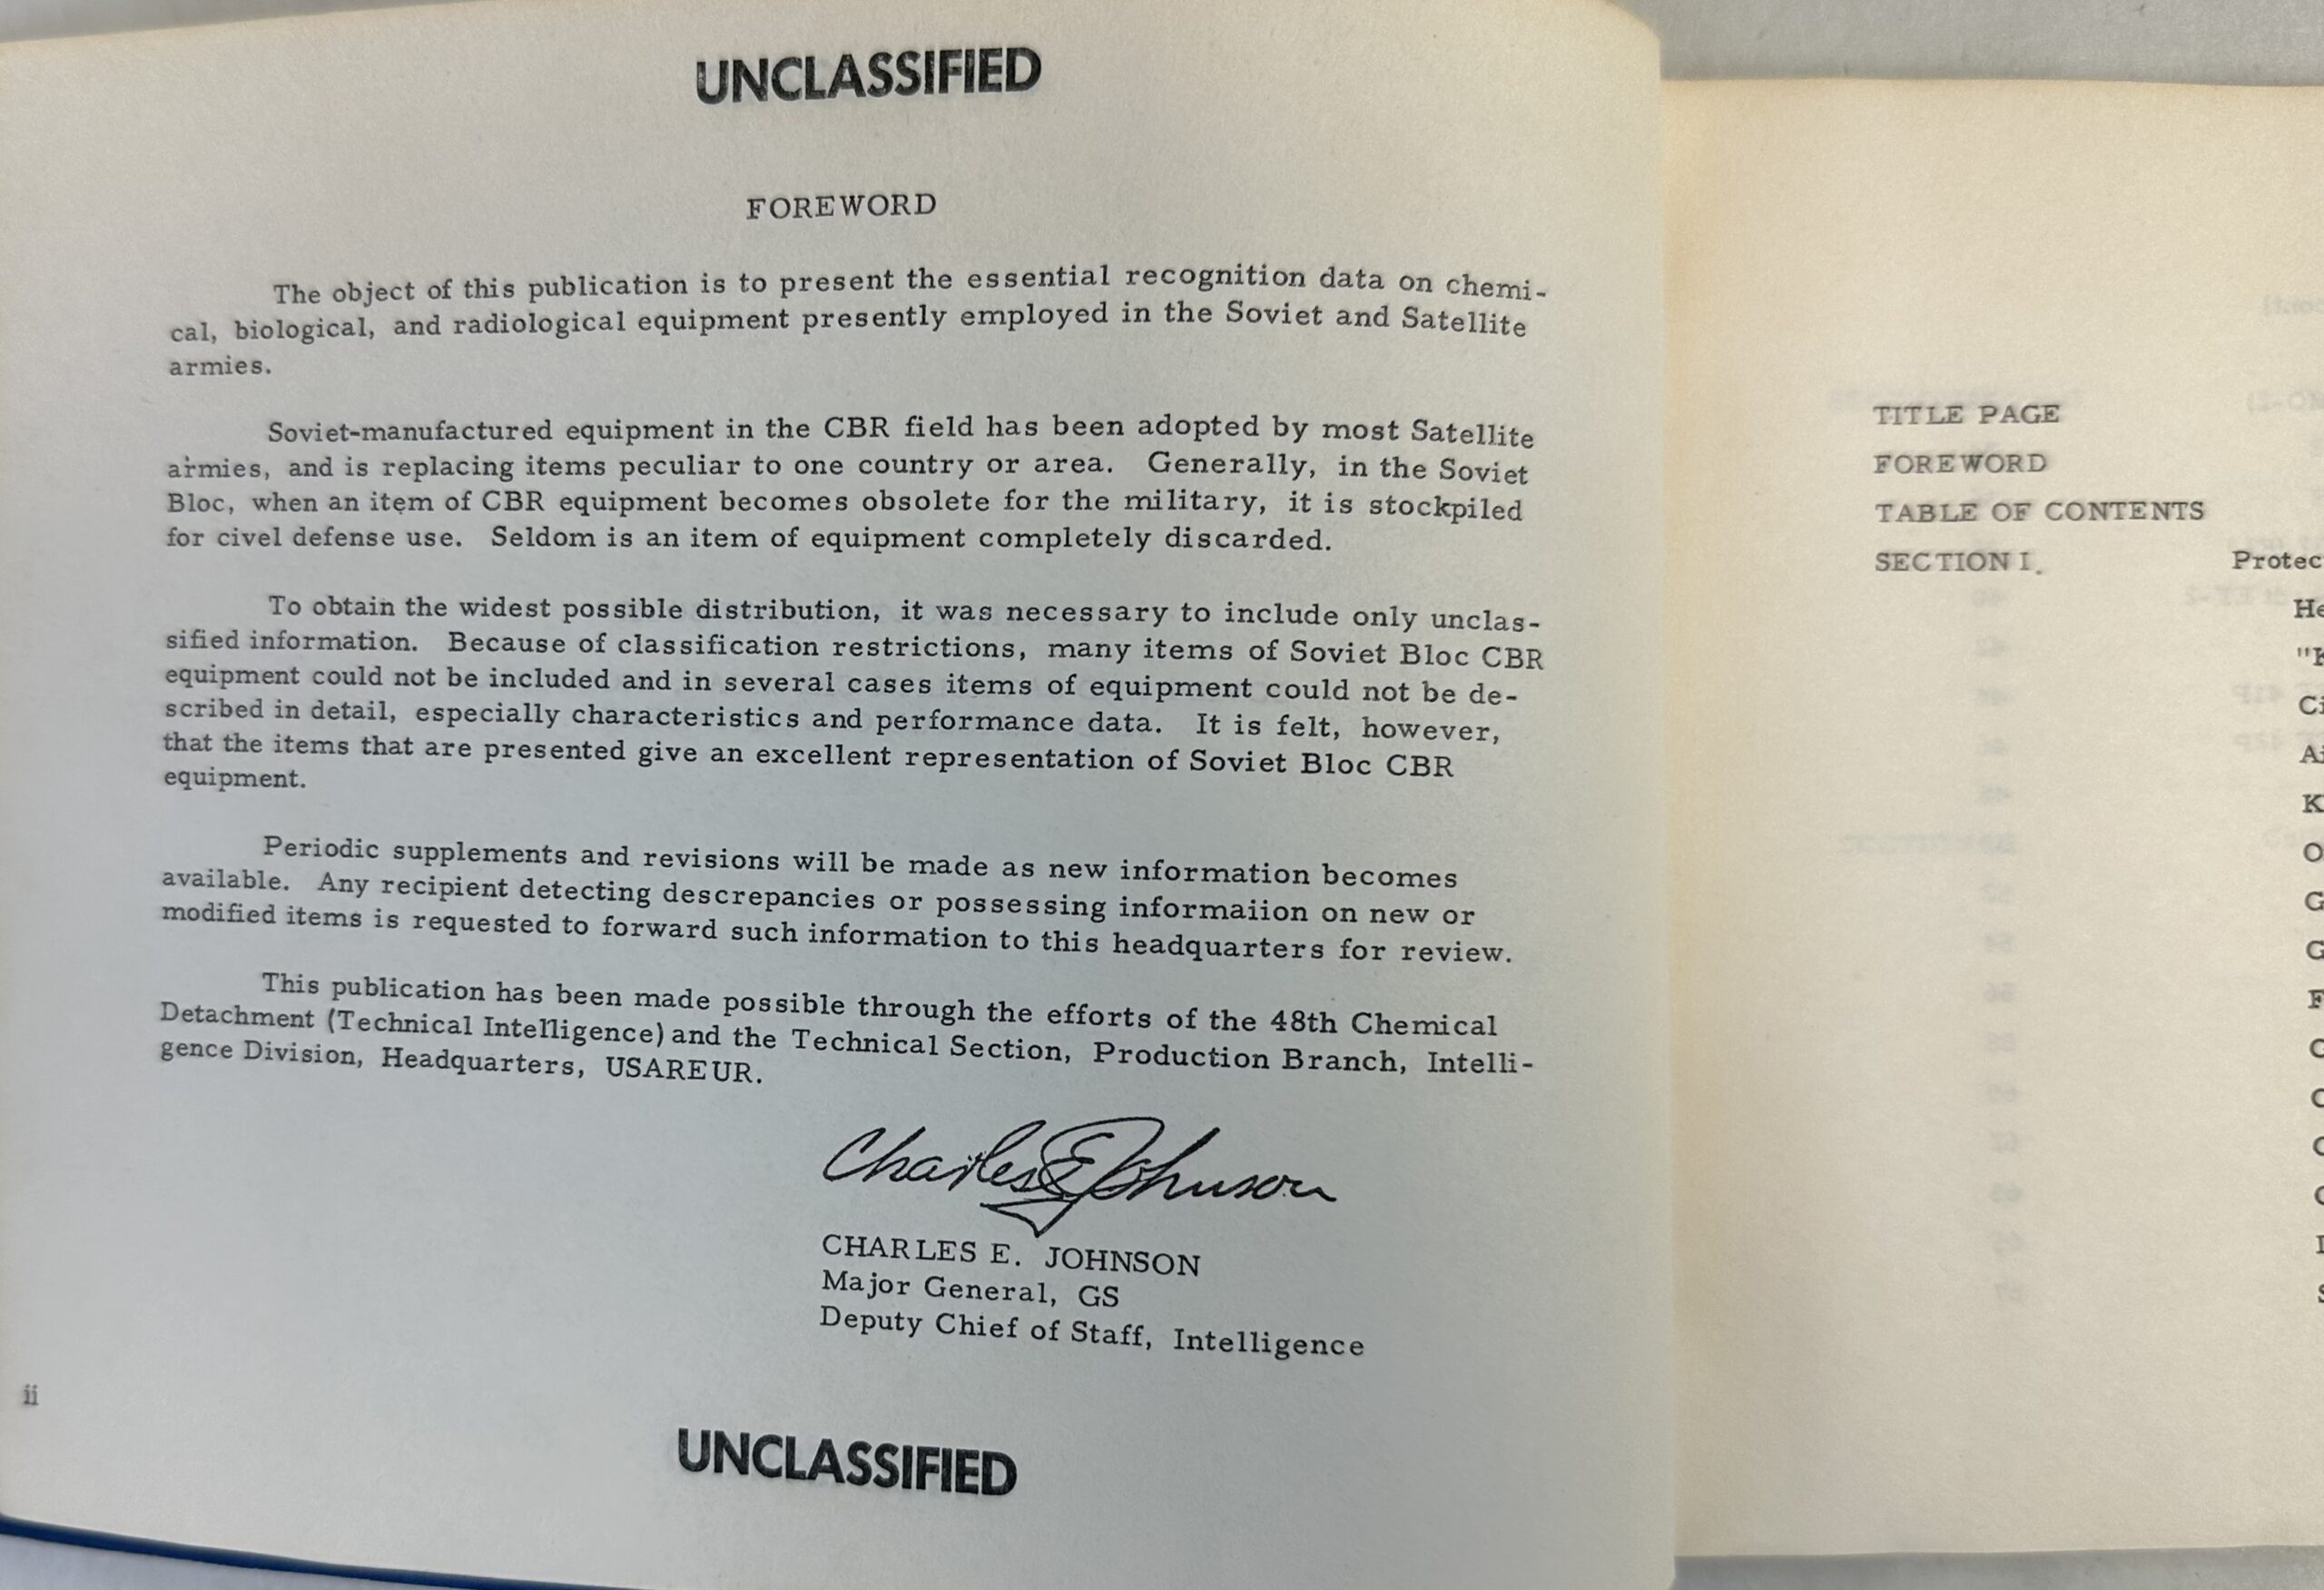 UNCLASSIFIED
FOREWORD
The object of this publication is to present the essential recognition data on chemi-
cal, biological, and radiological equipment presently employed in the Soviet and Satellite
armies.
Soviet-manufactured equipment in the CBR field has been adopted by most Satellite
armies, and is replacing items peculiar to one country or area. Generally, in the Soviet
Bloc, when an item of CBR equipment becomes obsolete for the military, it is stockpiled
for civel defense use. Seldom is an item of equipment completely discarded.
To obtain the widest possible distribution, it was necessary to include only unclas-
sified information. Because of classification restrictions, many items of Soviet Bloc CBR
equipment could not be included and in several cases items of equipment could not be de-
scribed in detail, especially characteristics and performance data. It is felt, however,
that the items that are presented give an excellent representation of Soviet Bloc CBR
equipment.
Periodic supplements and revisions will be made as new information becomes
available. Any recipient detecting descrepancies or possessing informaiion on new or
modified items is requested to forward such information to this headquarters for review.
This publication has been made possible through the efforts of the 48th Chemical
Detachment (Technical Intelligence) and the Technical Section, Production Branch, Intelli-
gence Division, Headquarters, USAREUR.
Charles E Johnson
CHARLES E. JOHNSON
Major General, GS
Deputy Chief of Staff, Intelligence
ii
UNCLASSIFIED
TITLE PAGE
FOREWORD
TABLE OF CONTENTS
SECTION I.